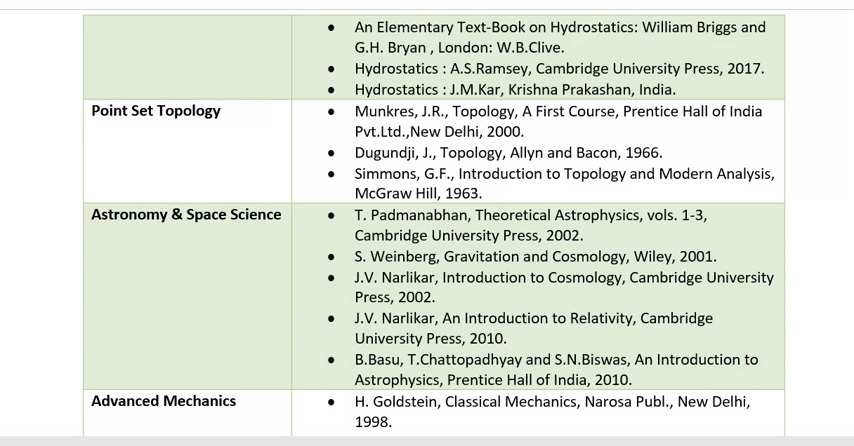 An Elementary Text-Book on Hydrostatics: William Briggs and
G.H. Bryan , London: W.B.Clive.
Hydrostatics : A.S.Ramsey, Cambridge University Press, 2017.
Hydrostatics : J.M.Kar, Krishna Prakashan, India.
Point Set Topology
Munkres, J.R., Topology, A First Course, Prentice Hall of India
Pvt.Ltd.,New Delhi, 2000.
Dugundji, J., Topology, Allyn and Bacon, 1966.
Simmons, G.F., Introduction to Topology and Modern Analysis,
McGraw Hill, 1963.
Astronomy & Space Science
T. Padmanabhan, Theoretical Astrophysics, vols. 1-3,
Cambridge University Press, 2002.
S. Weinberg, Gravitation and Cosmology, Wiley, 2001.
J.V. Narlikar, Introduction to Cosmology, Cambridge University
Press, 2002.
J.V. Narlikar, An Introduction to Relativity, Cambridge
University Press, 2010.
B.Basu, T.Chattopadhyay and S.N.Biswas, An Introduction to
Astrophysics, Prentice Hall of India, 2010.
Advanced Mechanics
H. Goldstein, Classical Mechanics, Narosa Publ., New Delhi,
1998.